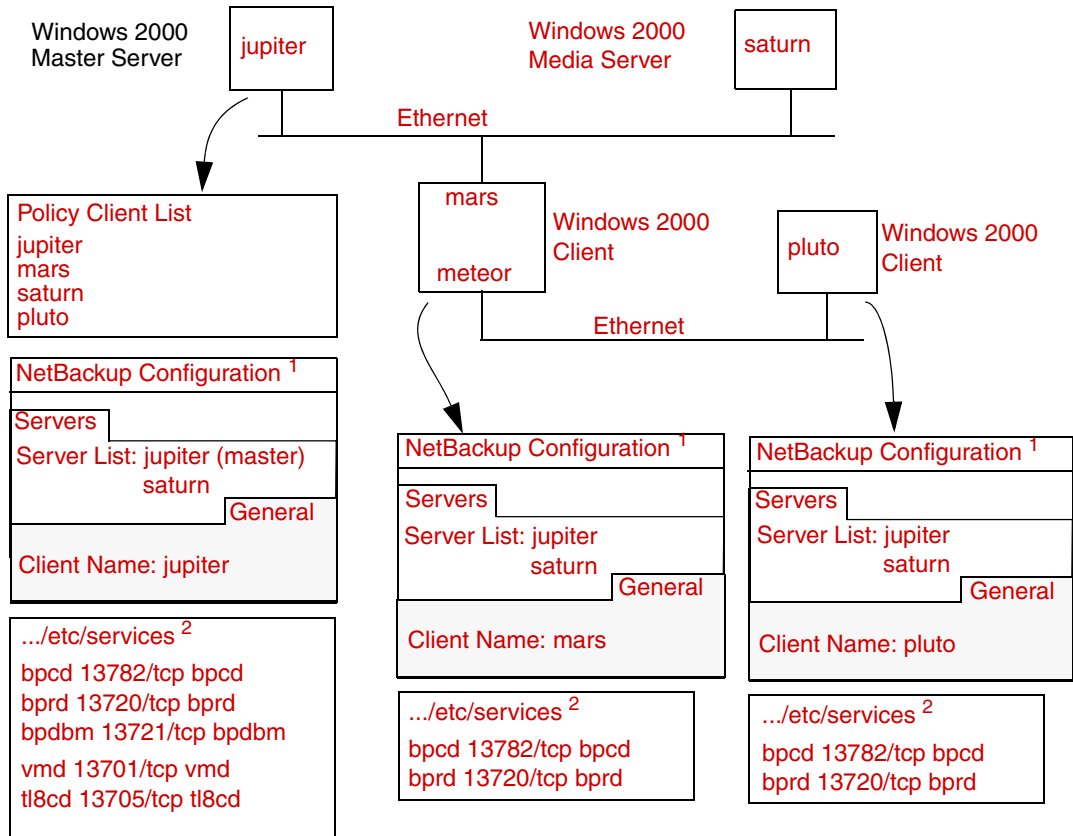 Windows 2000
Master Server
jupiter
Windows 2000
Media Server
saturn
Ethernet
Policy Client List
jupiter
mars
saturn
pluto
mars
meteor
Windows 2000
Client
pluto
Windows 2000
Client
Ethernet
NetBackup Configuration 1
Servers
Server List: jupiter (master)
saturn
General
Client Name: jupiter
NetBackup Configuration 1
Servers
Server List: jupiter
saturn
General
Client Name: mars
NetBackup Configuration 1
Servers
Server List: jupiter
saturn
General
Client Name: pluto
.../etc/services 2
bpcd 13782/tcp bpcd
bprd 13720/tcp bprd
bpdbm 13721/tcp bpdbm
vmd 13701/tcp vmd
tl8cd 13705/tcp tl8cd
.../etc/services 2
bpcd 13782/tcp bpcd
bprd 13720/tcp bprd
.../etc/services 2
bpcd 13782/tcp bpcd
bprd 13720/tcp bprd